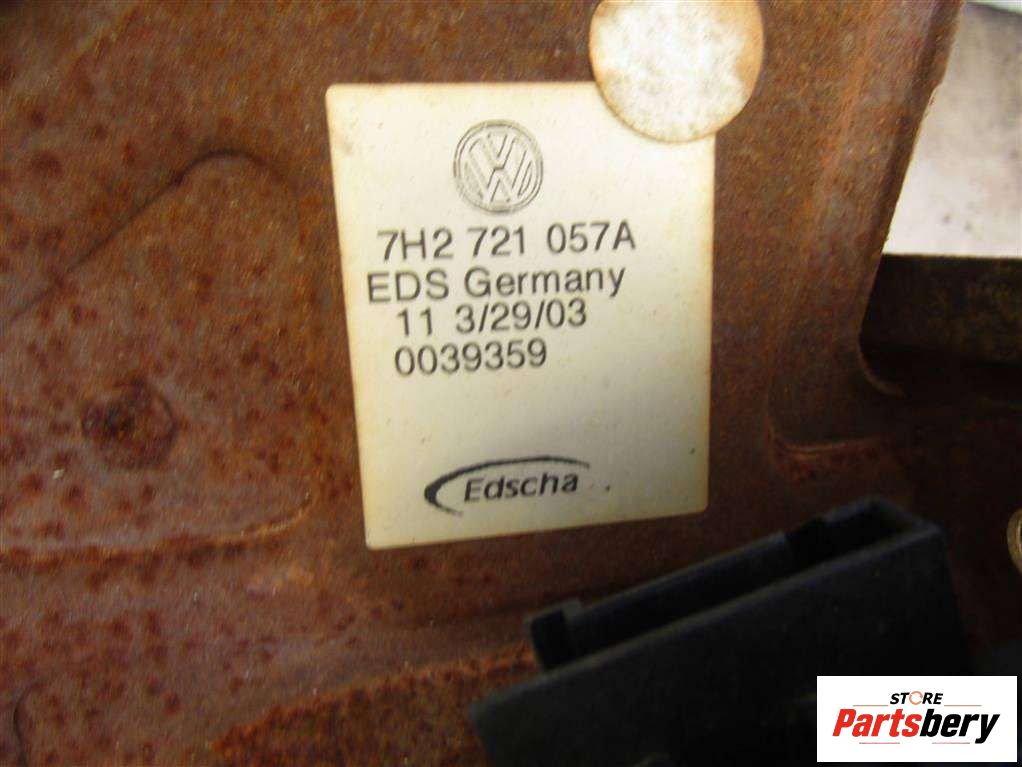 7H2 721 057A
EDS Germany
11 3/29/03
0039359
Edscha
STORE
Partsbery